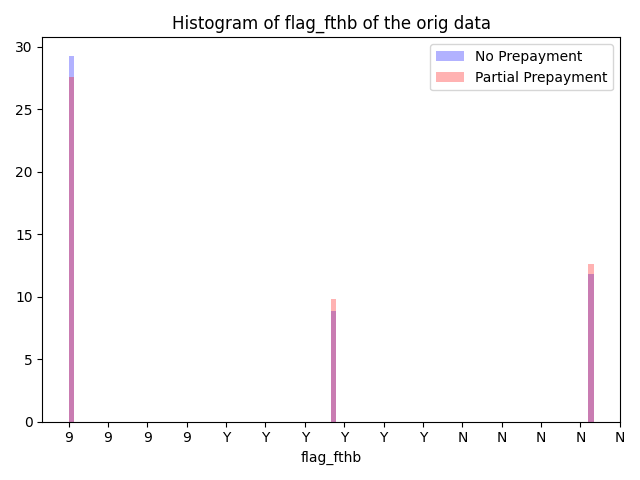 Histogram of flag_fthb of the orig data
No Prepayment
Partial Prepayment
30
25
20
15
10
5
0
9 9 9 9 Y Y Y Y Y Y N N N N N
flag_fthb